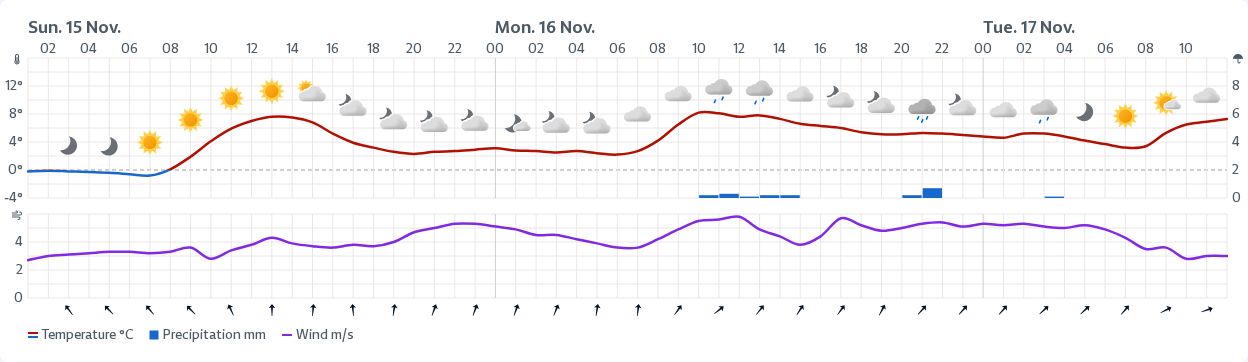 Sun. 15 Nov. Mon. 16 Nov. Tue. 17 Nov.
02 04 06 08 10 12 14 16 18 20 22 00 02 04 06 08 10 12 14 16 18 20 22 00 02 04 06 08 10
12° 8
8° 6
4° 4
0° 2
-4° 0
m/s
4
2
0
Temperature °C Precipitation mm Wind m/s